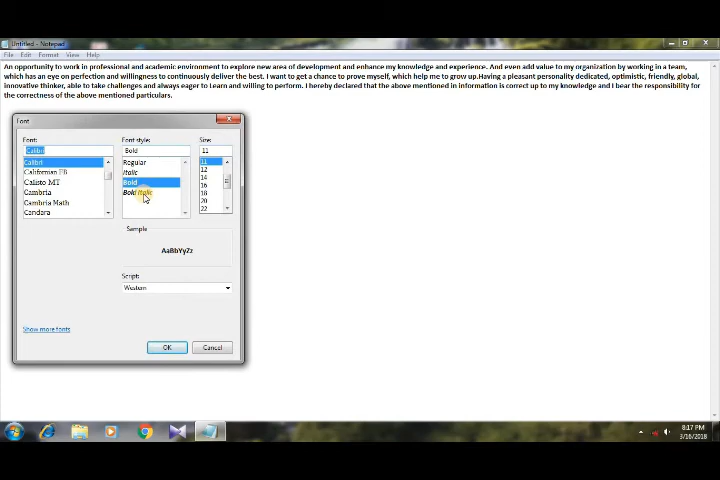 Untitled - Notepad
File Edit Format View Help
An opportunity to work in professional and academic environment to explore new area of development and enhance my knowledge and experience. And even add value to my organization by working in a team,
which has an eye on perfection and willingness to continuously deliver the best. I want to get a chance to prove myself, which help me to grow up.Having a pleasant personality dedicated, optimistic, friendly, global,
innovative thinker, able to take challenges and always eager to Learn and willing to perform. I hereby declared that the above mentioned in information is correct up to my knowledge and I bear the responsibility for
the correctness of the above mentioned particulars.
Font
Font: Font style: Size:
Calibri Bold 11
Calibri Regular 11
Californian FB Italic 12
Calisto MT Bold 14
Cambria Bold Italic 16
Cambria Math 18
Candara 20
22
Sample
AaBbYyZz
Script:
Western
Show more fonts
OK Cancel
8:17 PM
3/16/2018